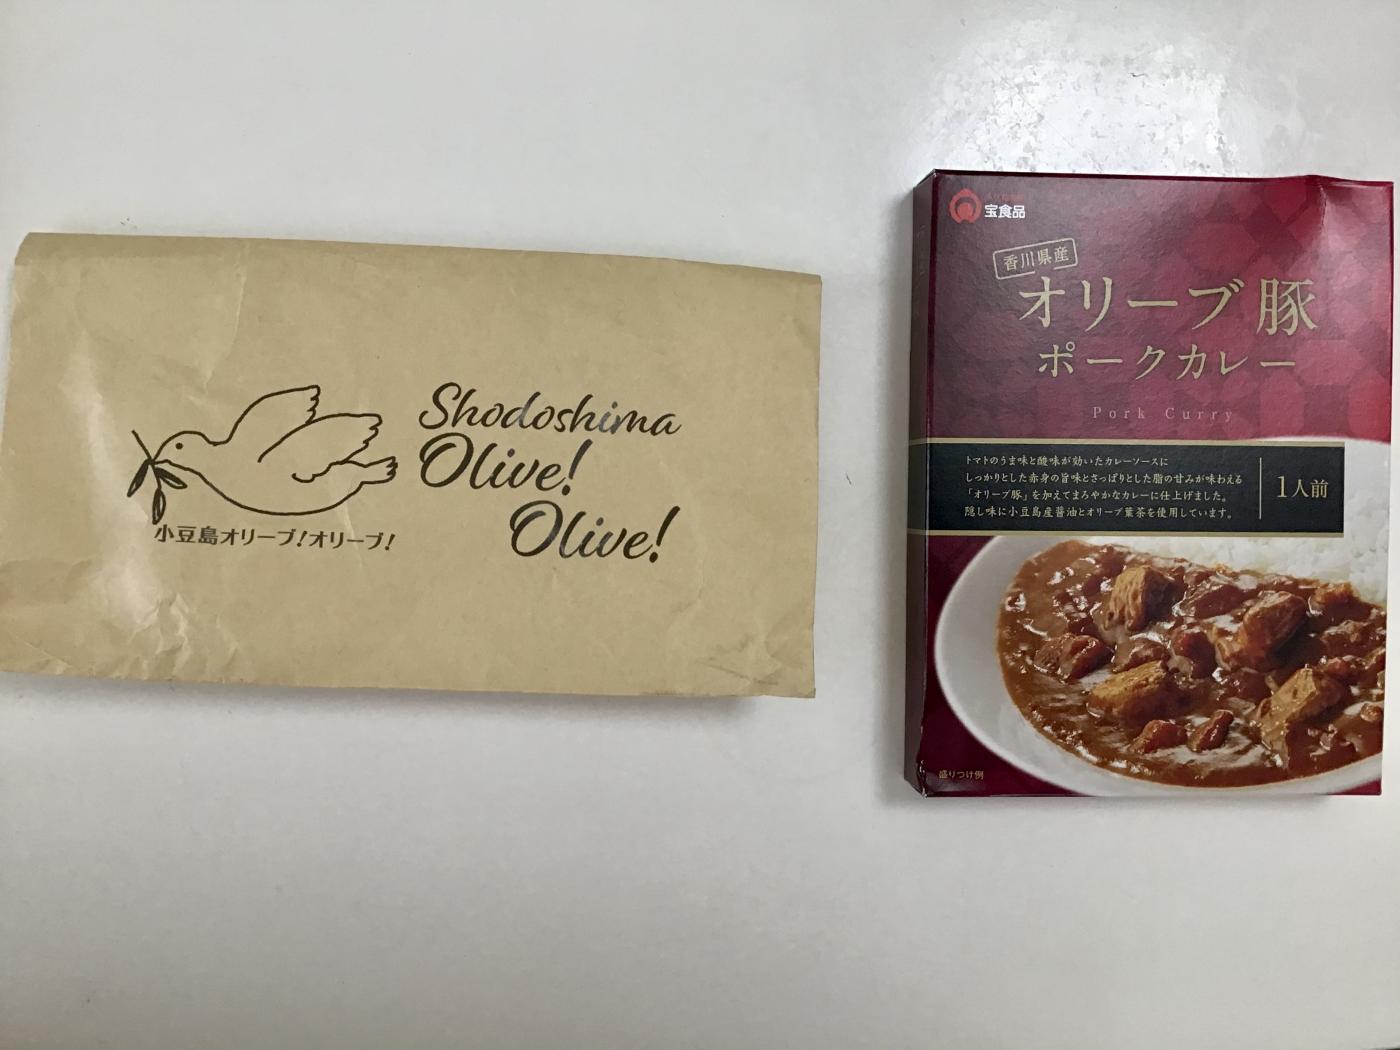 Shodoshima
Olive!
Olive!
小豆島オリーブ!オリーブ!
宝食品
香川県産
オリーブ豚
ポークカレー
Pork Curry
トマトのうま味と酸味が効いたカレーソースに
しっかりとした赤身の旨味とさっぱりとした脂の甘みが味わえる
「オリーブ豚」を加えてまろやかなカレーに仕上げました。
隠し味に小豆島産醤油とオリーブ葉茶を使用しています。
1人前
盛りつけ例